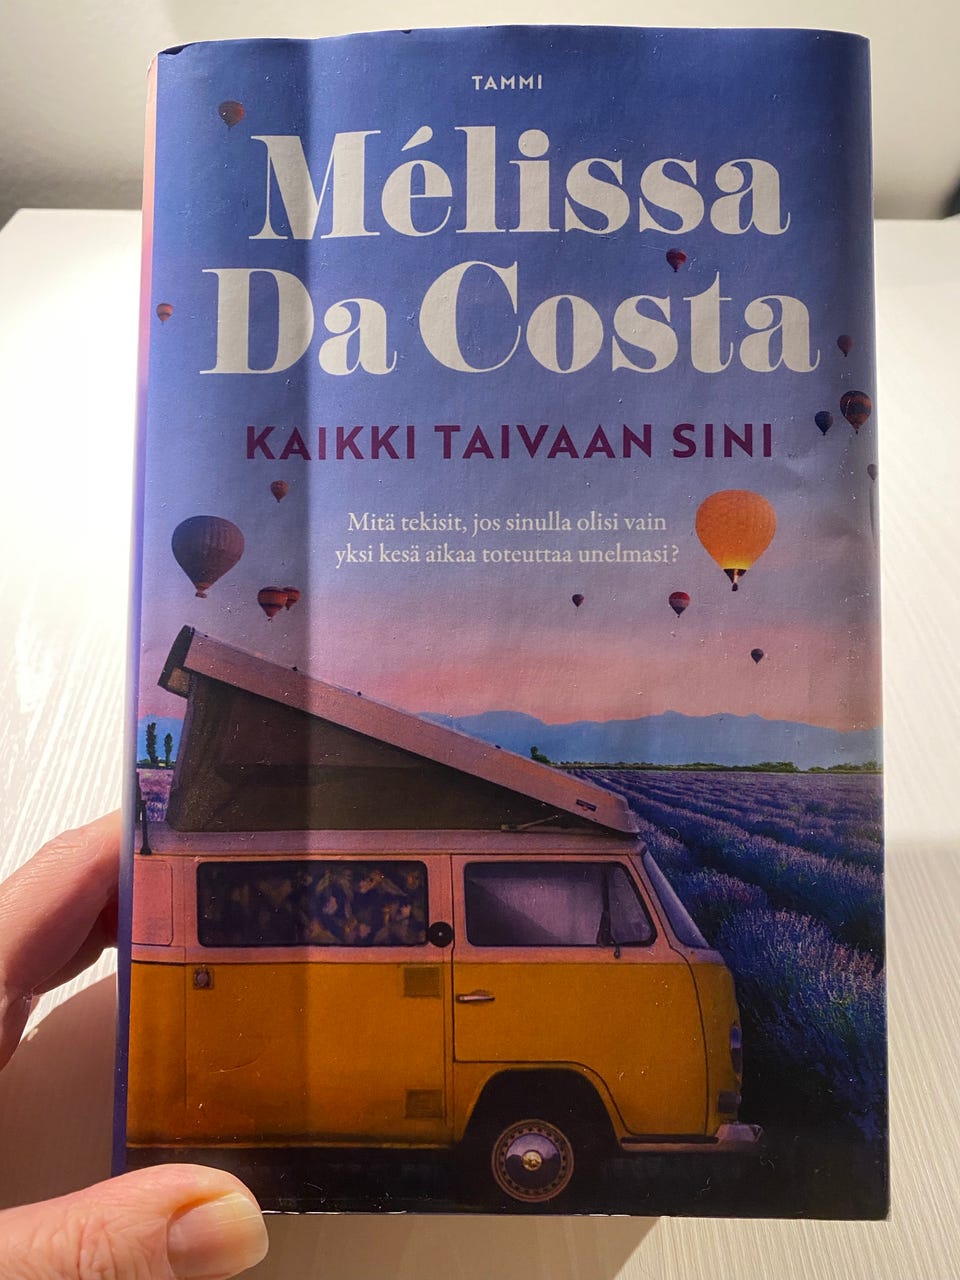 TAMMI
Mélissa
Da Costa
KAIKKI TAIVAAN SINI
Mitä tekisit, jos sinulla olisi vain
yksi kesä aikaa toteuttaa unelmasi?